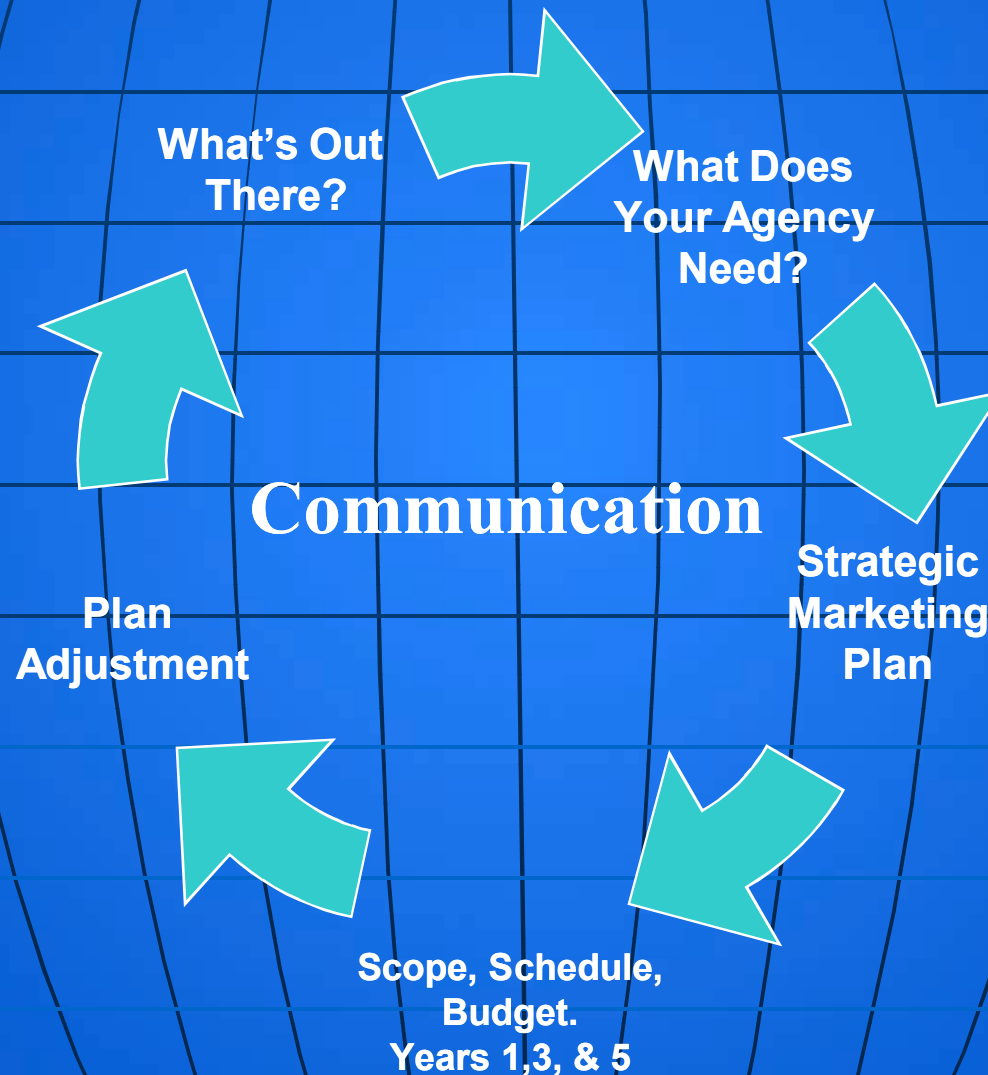 What's Out
There?
What Does
Your Agency
Need?
Communication
Strategic
Marketing
Plan
Plan
Adjustment
Scope, Schedule,
Budget.
Years 1,3, & 5